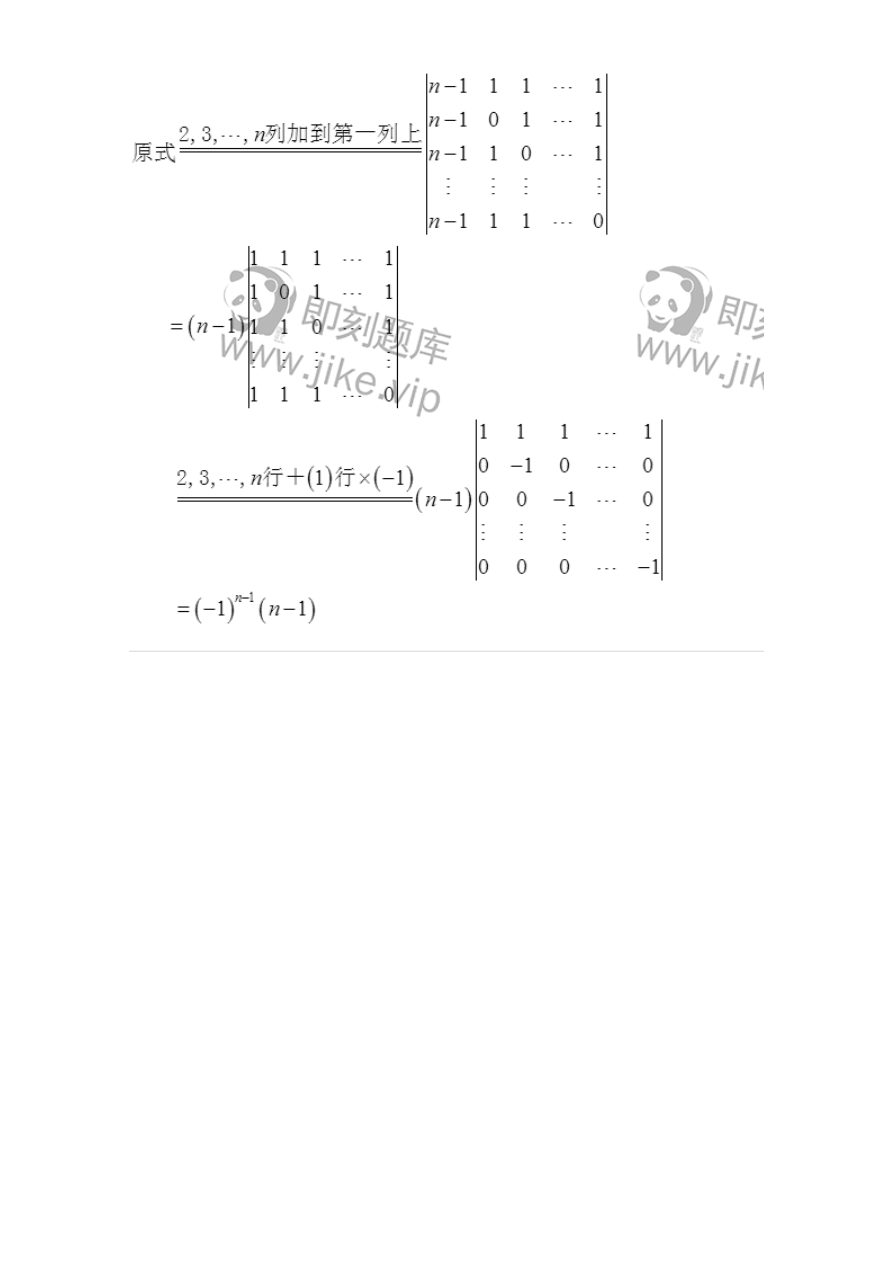 原式 2,3,⋯,n列加到第一列上
|n−1 1 1 ⋯ 1|
|n−1 0 1 ⋯ 1|
|n−1 1 0 ⋯ 1|
|⋮ ⋮ ⋮ ⋮|
|n−1 1 1 ⋯ 0|
=(n−1)
|1 1 1 ⋯ 1|
|1 0 1 ⋯ 1|
|1 1 0 ⋯ 1|
|⋮ ⋮ ⋮ ⋮|
|1 1 1 ⋯ 0|
即刻题库
www.jike.vip
即刻
www.jik
2,3,⋯,n行＋(1)行×(−1)
(n−1)
|1 1 1 ⋯ 1|
|0 −1 0 ⋯ 0|
|0 0 −1 ⋯ 0|
|⋮ ⋮ ⋮ ⋮|
|0 0 0 ⋯ −1|
=(−1)^{n−1}(n−1)